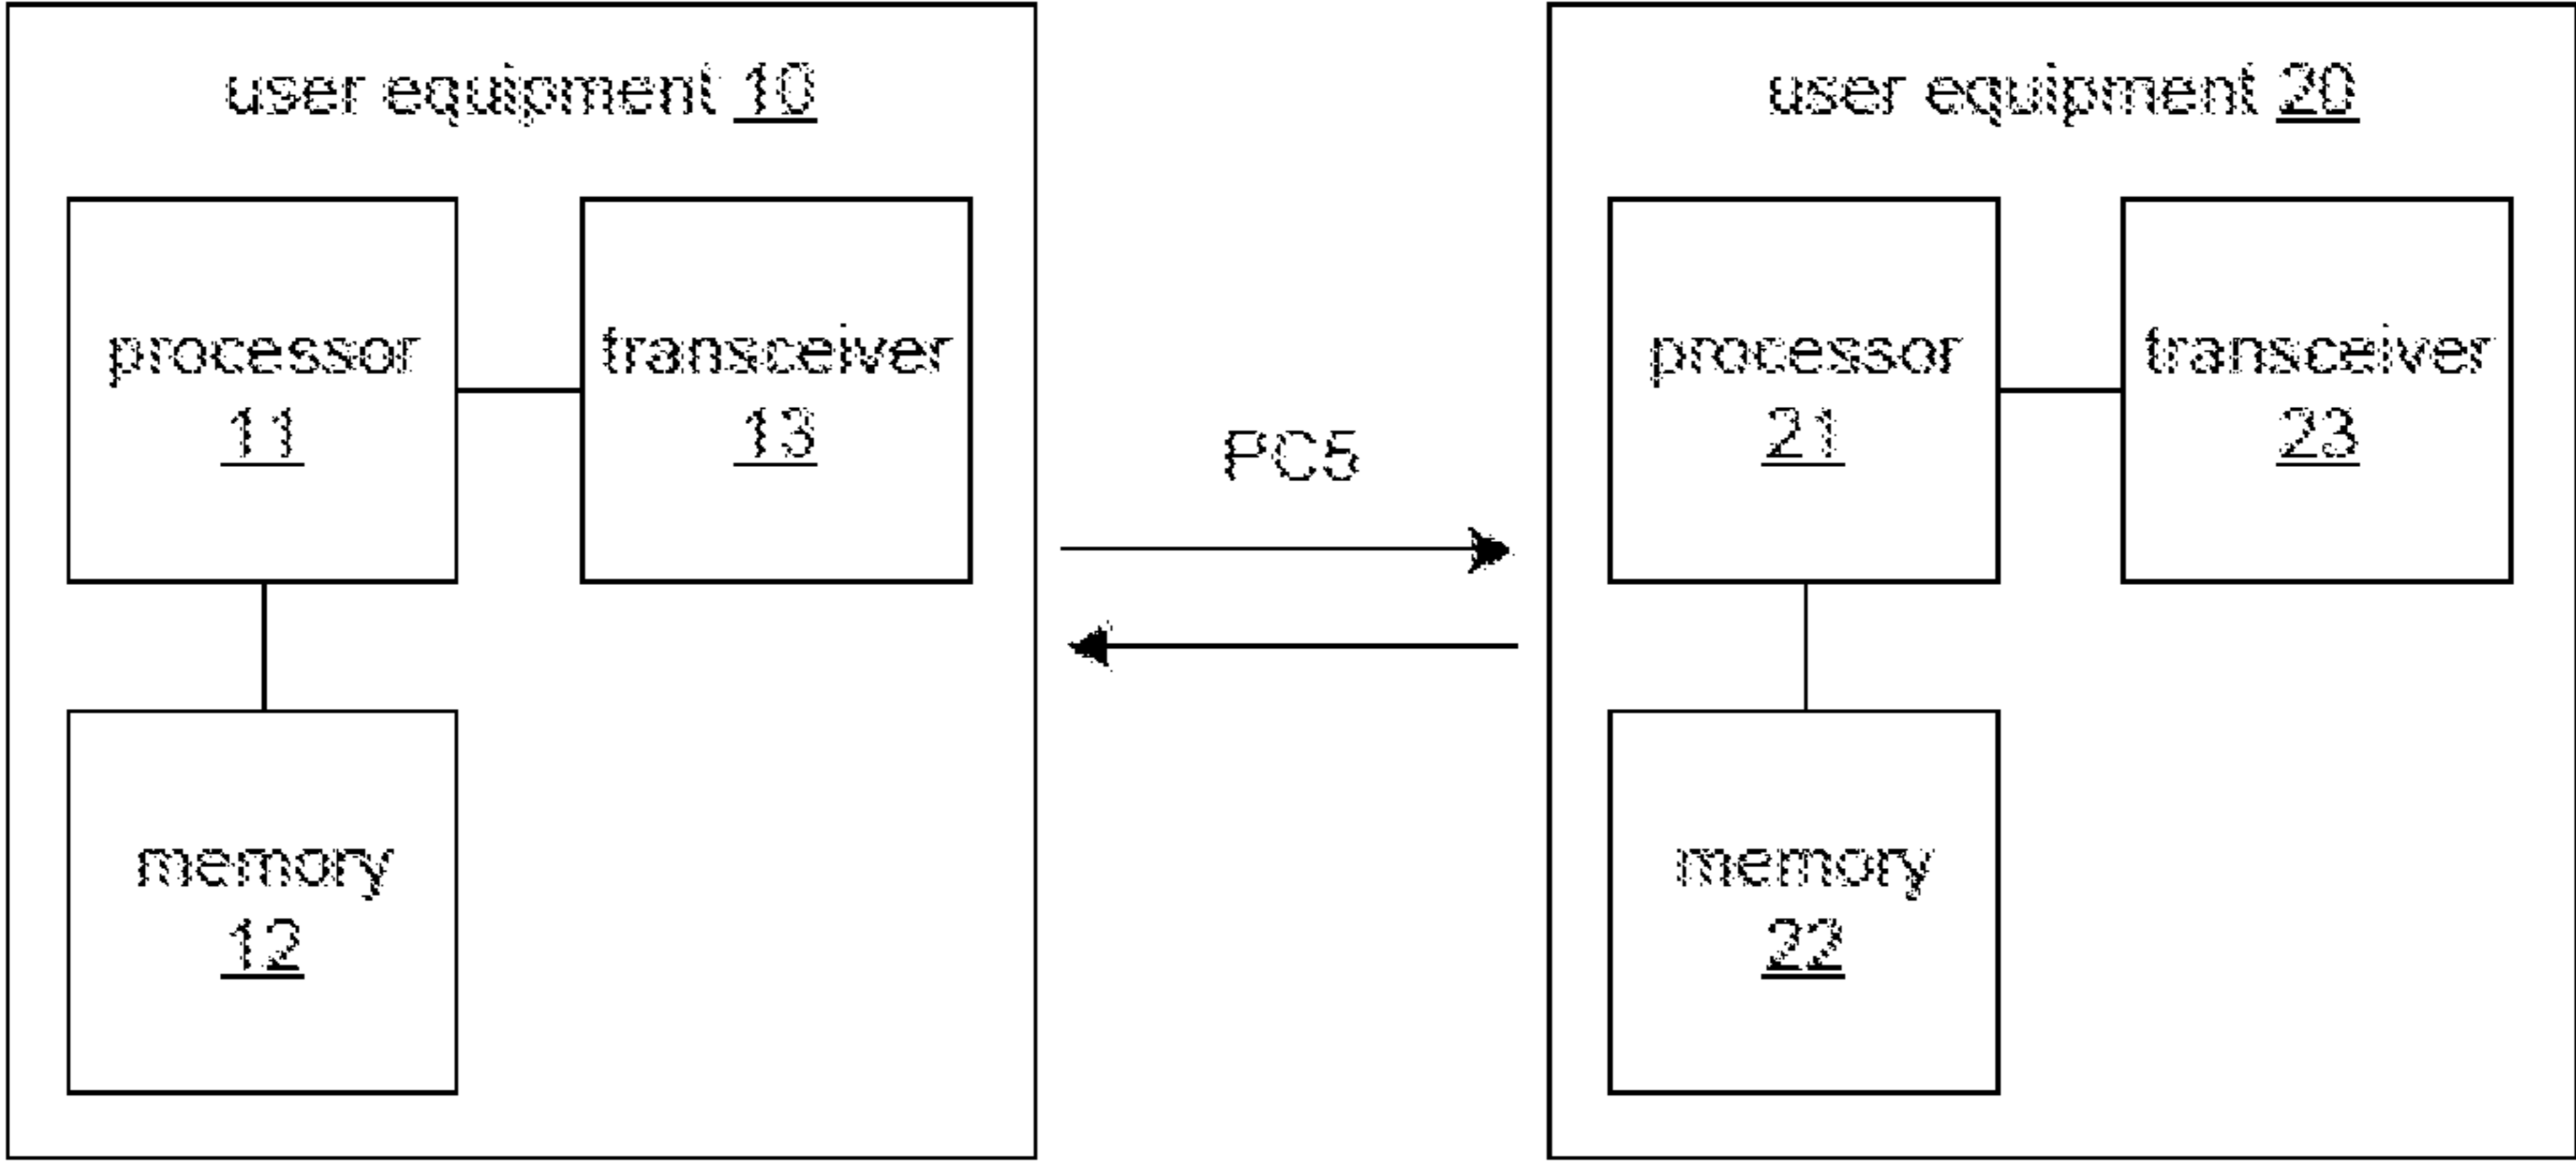 user equipment 10
processor
11
transceiver
13
memory
12
PC5
user equipment 20
processor
21
transceiver
23
memory
22